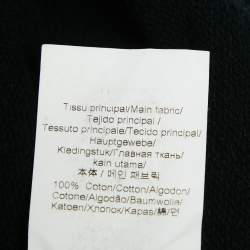 Tissu principal/Main fabric/
Tejido principal /
Tessuto principale/Tecido principal/
Hauptgewebe/
Kledingstuk/Главная ткань/
kain utama/
本体 / 메인 패브릭
100% Coton/Cotton/Algodon/
Cotone/Algodão/Baumwolle/
Katoen/Хлопок/Kapas/綿/면